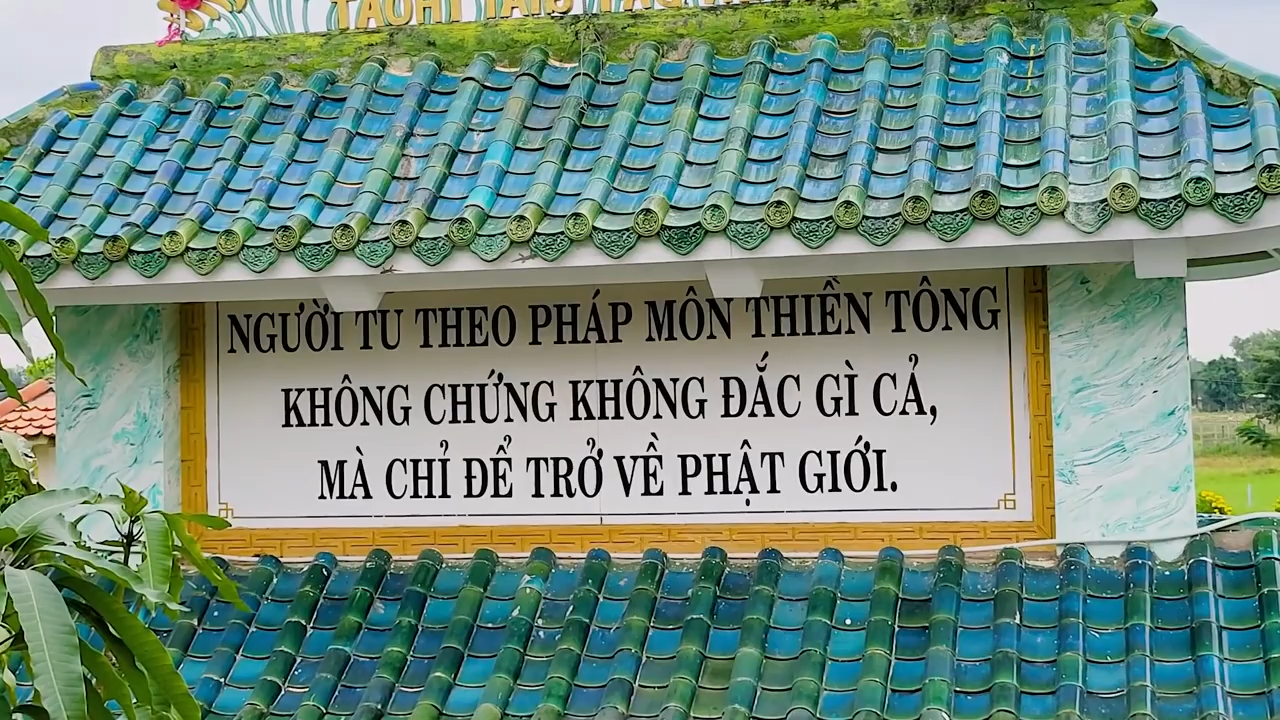 NGƯỜI TU THEO PHÁP MÔN THIỀN TÔNG
KHÔNG CHỨNG KHÔNG ĐẮC GÌ CẢ,
MÀ CHỈ ĐỂ TRỞ VỀ PHẬT GIỚI.